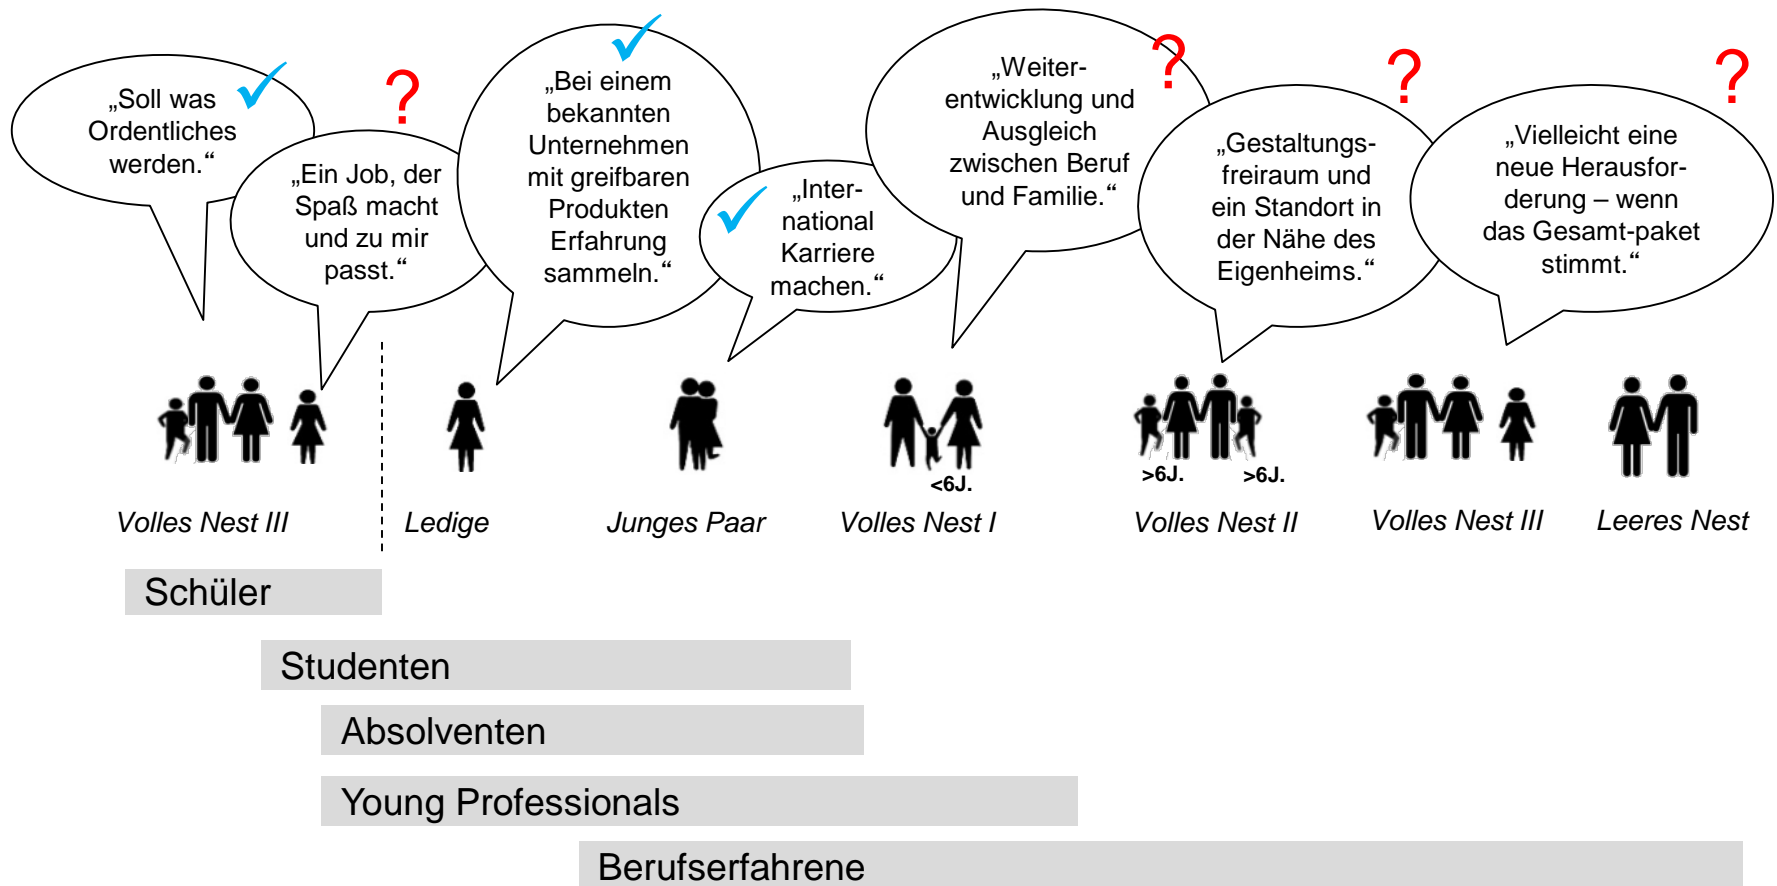 „Soll was
Ordentliches
werden.“
„Ein Job, der
Spaß macht
und zu mir
passt.“
„Bei einem
bekannten
Unternehmen
mit greifbaren
Produkten
Erfahrung
sammeln.“
„Inter-
national
Karriere
machen.“
„Weiter-
entwicklung und
Ausgleich
zwischen Beruf
und Familie.“
„Gestaltungs-
freiraum und
ein Standort in
der Nähe des
Eigenheims.“
„Vielleicht eine
neue Herausfor-
derung – wenn
das Gesamt-paket
stimmt.“
?
?
?
?
<6J.
>6J.
>6J.
Volles Nest III
Ledige
Junges Paar
Volles Nest I
Volles Nest II
Volles Nest III
Leeres Nest
Schüler
Studenten
Absolventen
Young Professionals
Berufserfahrene